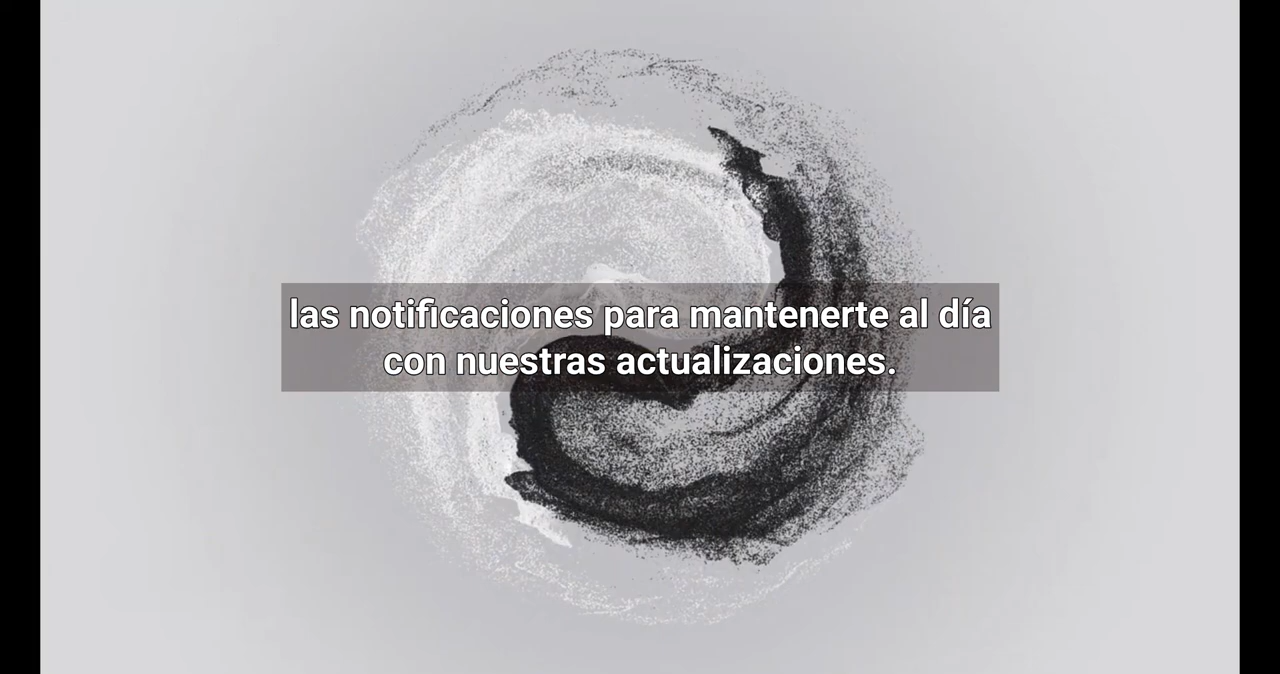 las notificaciones para mantenerte al día
con nuestras actualizaciones.